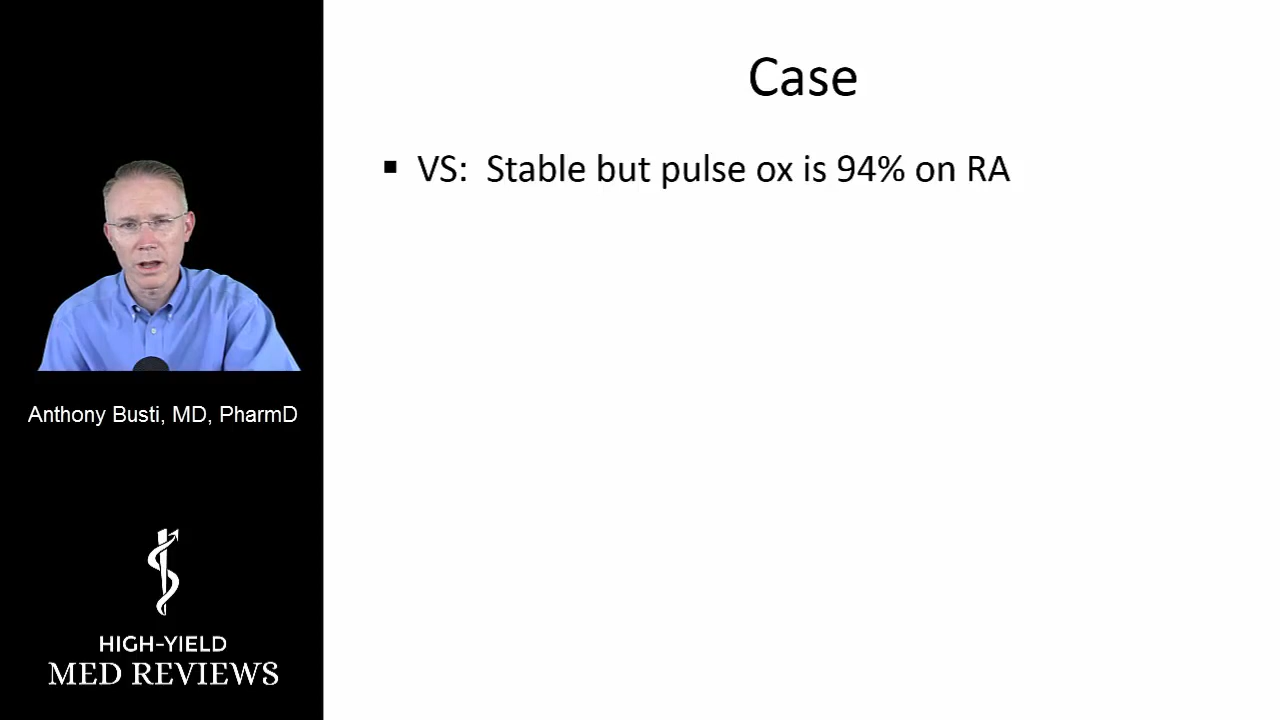 Case
▪ VS:  Stable but pulse ox is 94% on RA
Anthony Busti, MD, PharmD
HIGH-YIELD
MED REVIEWS